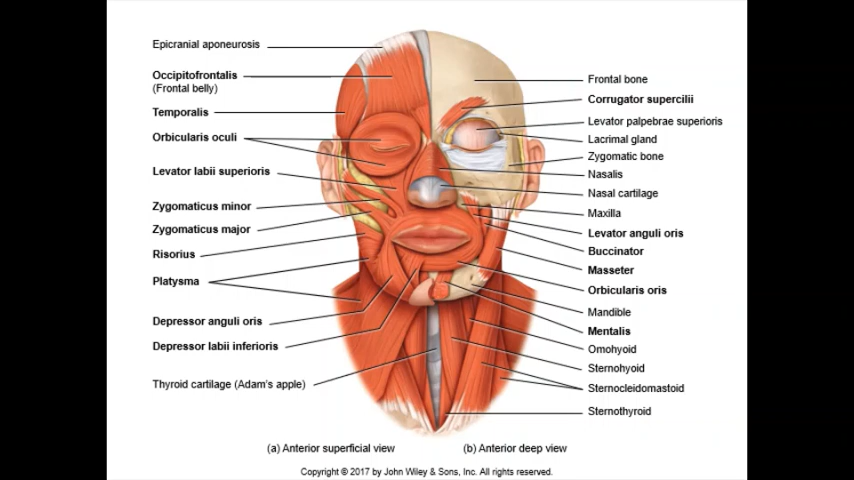 Epicranial aponeurosis
Occipitofrontalis
(Frontal belly)
Temporalis
Orbicularis oculi
Levator labii superioris
Zygomaticus minor
Zygomaticus major
Risorius
Platysma
Depressor anguli oris
Depressor labii inferioris
Thyroid cartilage (Adam's apple)
Frontal bone
Corrugator supercilii
Levator palpebrae superioris
Lacrimal gland
Zygomatic bone
Nasalis
Nasal cartilage
Maxilla
Levator anguli oris
Buccinator
Masseter
Orbicularis oris
Mandible
Mentalis
Omohyoid
Sternohyoid
Sternocleidomastoid
Sternothyroid
(a) Anterior superficial view
(b) Anterior deep view
Copyright © 2017 by John Wiley & Sons, Inc. All rights reserved.